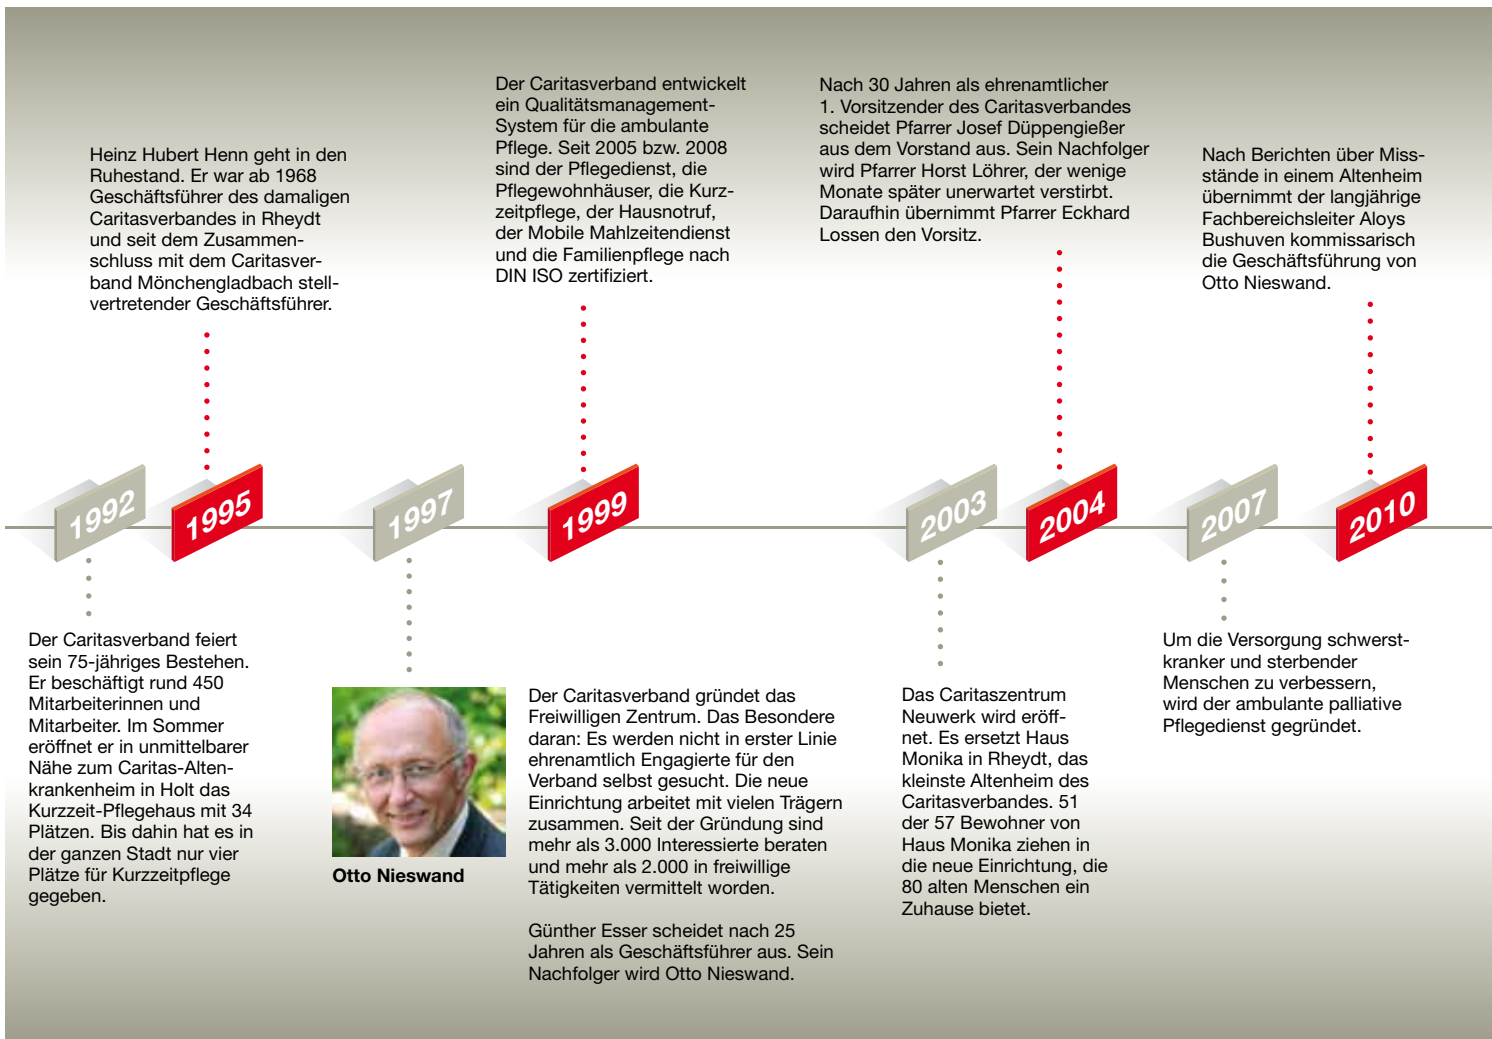 Heinz Hubert Henn geht in den
Ruhestand. Er war ab 1968
Geschäftsführer des damaligen
Caritasverbandes in Rheydt
und seit dem Zusammen-
schluss mit dem Caritasver-
band Mönchengladbach stell-
vertretender Geschäftsführer.
Der Caritasverband entwickelt
ein Qualitätsmanagement-
System für die ambulante
Pflege. Seit 2005 bzw. 2008
sind der Pflegedienst, die
Pflegewohnhäuser, die Kurz-
zeitpflege, der Hausnotruf,
der Mobile Mahlzeitendienst
und die Familienpflege nach
DIN ISO zertifiziert.
Nach 30 Jahren als ehrenamtlicher
1. Vorsitzender des Caritasverbandes
scheidet Pfarrer Josef Düppengießer
aus dem Vorstand aus. Sein Nachfolger
wird Pfarrer Horst Löhrer, der wenige
Monate später unerwartet verstirbt.
Daraufhin übernimmt Pfarrer Eckhard
Lossen den Vorsitz.
Nach Berichten über Miss-
stände in einem Altenheim
übernimmt der langjährige
Fachbereichsleiter Aloys
Bushuven kommissarisch
die Geschäftsführung von
Otto Nieswand.
1992
1995
1997
1999
2003
2004
2007
2010
Der Caritasverband feiert
sein 75-jähriges Bestehen.
Er beschäftigt rund 450
Mitarbeiterinnen und
Mitarbeiter. Im Sommer
eröffnet er in unmittelbarer
Nähe zum Caritas-Alten-
krankenheim in Holt das
Kurzzeit-Pflegehaus mit 34
Plätzen. Bis dahin hat es in
der ganzen Stadt nur vier
Plätze für Kurzzeitpflege
gegeben.
Otto Nieswand
Der Caritasverband gründet das
Freiwilligen Zentrum. Das Besondere
daran: Es werden nicht in erster Linie
ehrenamtlich Engagierte für den
Verband selbst gesucht. Die neue
Einrichtung arbeitet mit vielen Trägern
zusammen. Seit der Gründung sind
mehr als 3.000 Interessierte beraten
und mehr als 2.000 in freiwillige
Tätigkeiten vermittelt worden.
Günther Esser scheidet nach 25
Jahren als Geschäftsführer aus. Sein
Nachfolger wird Otto Nieswand.
Das Caritaszentrum
Neuwerk wird eröff-
net. Es ersetzt Haus
Monika in Rheydt, das
kleinste Altenheim des
Caritasverbandes. 51
der 57 Bewohner von
Haus Monika ziehen in
die neue Einrichtung, die
80 alten Menschen ein
Zuhause bietet.
Um die Versorgung schwerst-
kranker und sterbender
Menschen zu verbessern,
wird der ambulante palliative
Pflegedienst gegründet.